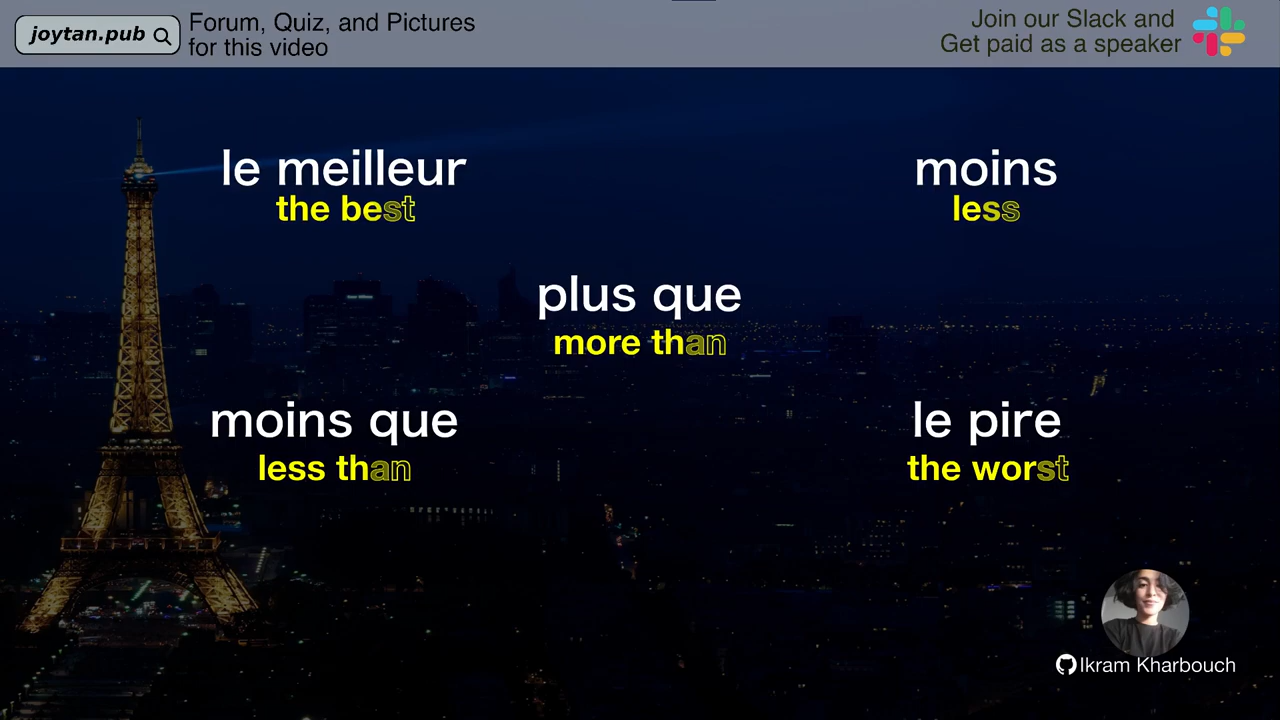 joytan.pub
Forum, Quiz, and Pictures
for this video
Join our Slack and
Get paid as a speaker
le meilleur
the best
moins
less
plus que
more than
moins que
less than
le pire
the worst
Ikram Kharbouch